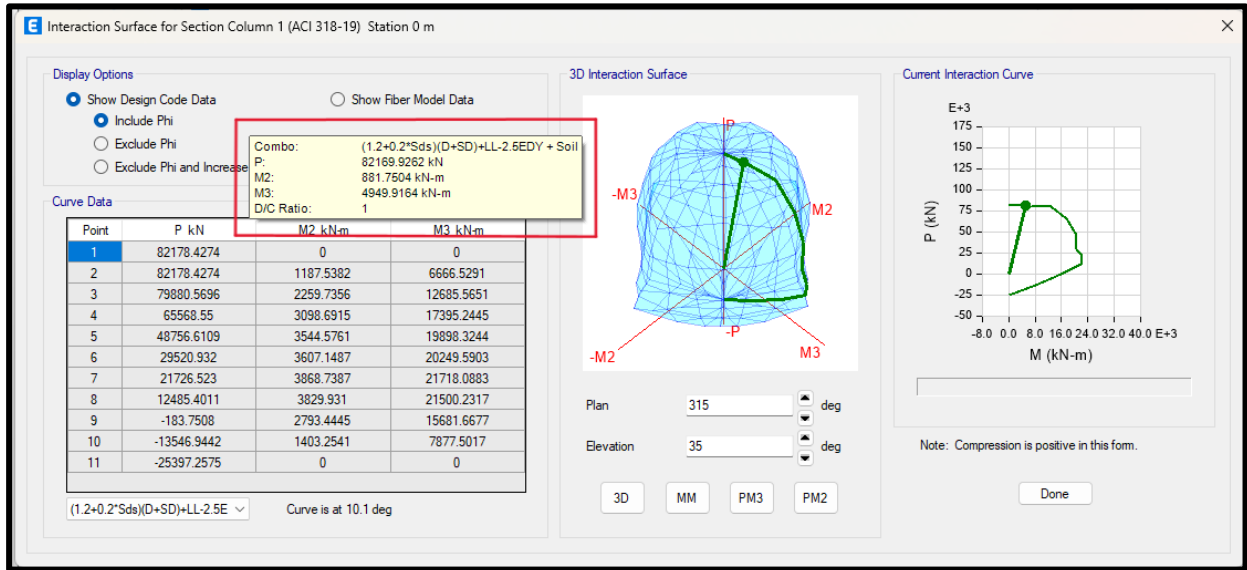 E Interaction Surface for Section Column 1 (ACI 318-19) Station 0 m
Display Options
Show Design Code Data
Show Fiber Model Data
Include Phi
Exclude Phi
Exclude Phi and Increase
Combo: (1.2+0.2*Sds)(D+SD)+LL-2.5EDY + Soil
P: 82169.9262 kN
M2: 881.7504 kN-m
M3: 4949.9164 kN-m
D/C Ratio: 1
Curve Data
Point P kN M2 kN-m M3 kN-m
1 82178.4274 0 0
2 82178.4274 1187.5382 6666.5291
3 79880.5696 2259.7356 12685.5651
4 65568.55 3098.6915 17395.2445
5 48756.6109 3544.5761 19898.3244
6 29520.932 3607.1487 20249.5903
7 21726.523 3868.7387 21718.0883
8 12485.4011 3829.931 21500.2317
9 -183.7508 2793.4445 15681.6677
10 -13546.9442 1403.2541 7877.5017
11 -25397.2575 0 0
(1.2+0.2*Sds)(D+SD)+LL-2.5E
Curve is at 10.1 deg
3D Interaction Surface
P
-M3
M2
-P
-M2
M3
Plan 315 deg
Elevation 35 deg
3D MM PM3 PM2
Current Interaction Curve
E+3
175
150
125
100
75
50
25
0
-25
-50
P (kN)
-8.0 0.0 8.0 16.0 24.0 32.0 40.0 E+3
M (kN-m)
Note: Compression is positive in this form.
Done